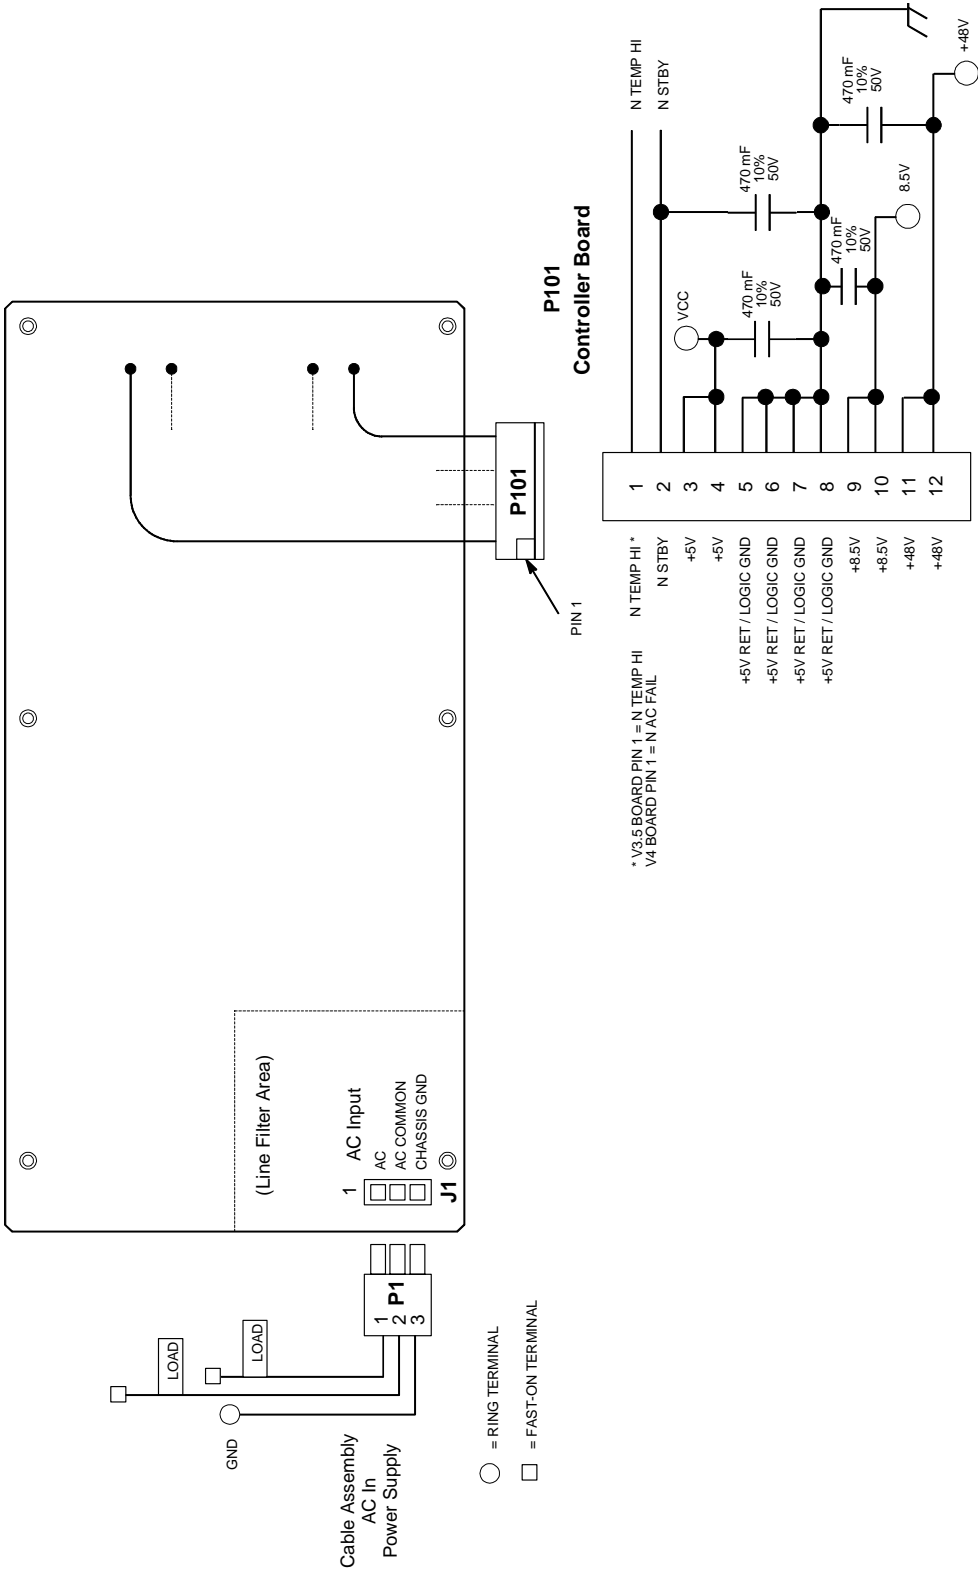 (Line Filter Area)
AC Input
1
AC
AC COMMON
CHASSIS GND
J1
P1
1
2
3
LOAD
LOAD
GND
Cable Assembly
AC In
Power Supply
= RING TERMINAL
= FAST-ON TERMINAL
P101
PIN 1
P101
Controller Board
N TEMP HI *
N STBY
+5V
+5V
+5V RET / LOGIC GND
+5V RET / LOGIC GND
+5V RET / LOGIC GND
+5V RET / LOGIC GND
+8.5V
+8.5V
+48V
+48V
1
2
3
4
5
6
7
8
9
10
11
12
N TEMP HI
N STBY
VCC
470 mF
10%
50V
470 mF
10%
50V
470 mF
10%
50V
470 mF
10%
50V
8.5V
+48V
* V3.5 BOARD PIN 1 = N TEMP HI
V4 BOARD PIN 1 = N AC FAIL